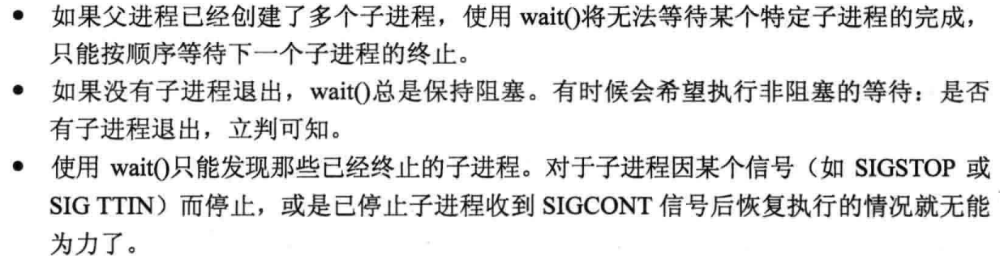 ● 如果父进程已经创建了多个子进程，使用 wait()将无法等待某个特定子进程的完成，
只能按顺序等待下一个子进程的终止。
● 如果没有子进程退出，wait()总是保持阻塞。有时候会希望执行非阻塞的等待：是否
有子进程退出，立判可知。
● 使用 wait()只能发现那些已经终止的子进程。对于子进程因某个信号（如 SIGSTOP 或
SIG TTIN）而停止，或是已停止子进程收到 SIGCONT 信号后恢复执行的情况就无能
为力了。